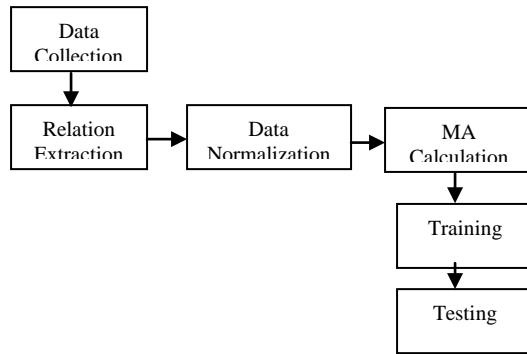 Data
Collection
Relation
Extraction
Data
Normalization
MA
Calculation
Training
Testing